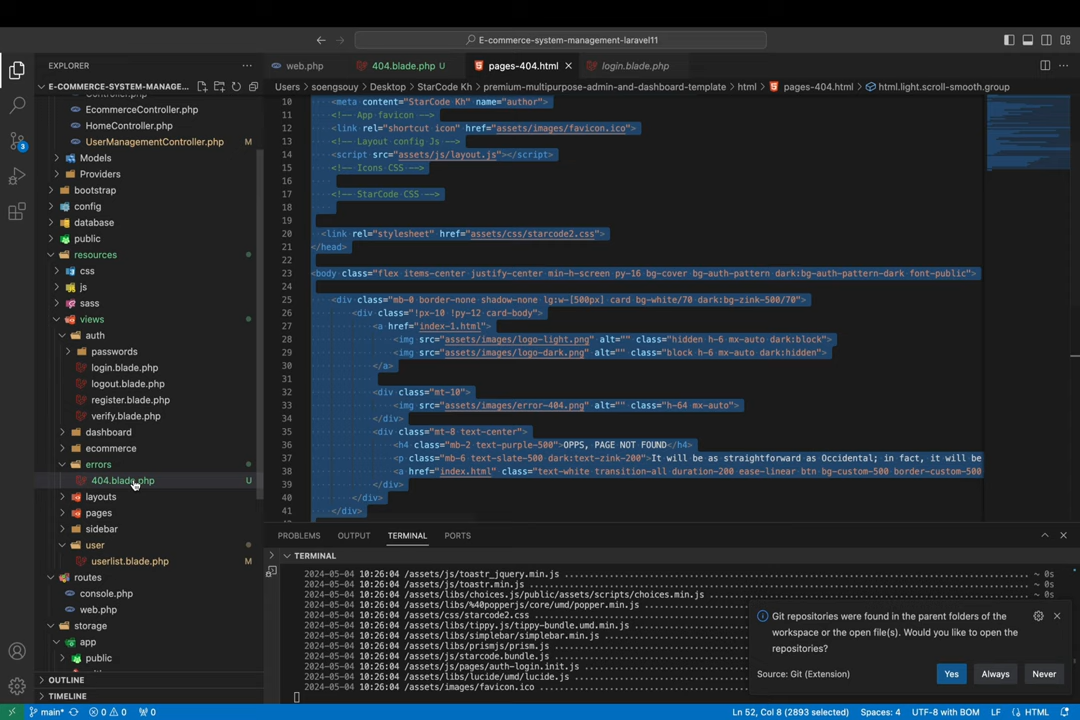 E-commerce-system-management-laravel11
EXPLORER
web.php
404.blade.php U
pages-404.html
login.blade.php
E-COMMERCE-SYSTEM-MANAGE...
Users > soengsouy > Desktop > StarCode Kh > premium-multipurpose-admin-and-dashboard-template > html > pages-404.html > html.light.scroll-smooth.group
EcommerceController.php
HomeController.php
UserManagementController.php M
Models
Providers
bootstrap
config
database
public
resources
css
js
sass
views
auth
passwords
login.blade.php
logout.blade.php
register.blade.php
verify.blade.php
dashboard
ecommerce
errors
404.blade.php U
layouts
pages
sidebar
user
userlist.blade.php M
routes
console.php
web.php
storage
app
public
OUTLINE
TIMELINE
10 <meta content="StarCode Kh" name="author">
11 <!-- App favicon -->
12 <link rel="shortcut icon" href="assets/images/favicon.ico">
13 <!-- Layout config Js -->
14 <script src="assets/js/layout.js"></script>
15 <!-- Icons CSS -->
16
17 <!-- StarCode CSS -->
18
19
20 <link rel="stylesheet" href="assets/css/starcode2.css">
21 </head>
22
23 <body class="flex items-center justify-center min-h-screen py-16 bg-cover bg-auth-pattern dark:bg-auth-pattern-dark font-public">
24
25 <div class="mb-0 border-none shadow-none lg:w-[500px] card bg-white/70 dark:bg-zink-500/70">
26 <div class="!px-10 !py-12 card-body">
27 <a href="index-1.html">
28 <img src="assets/images/logo-light.png" alt="" class="hidden h-6 mx-auto dark:block">
29 <img src="assets/images/logo-dark.png" alt="" class="block h-6 mx-auto dark:hidden">
30 </a>
31
32 <div class="mt-10">
33 <img src="assets/images/error-404.png" alt="" class="h-64 mx-auto">
34 </div>
35 <div class="mt-8 text-center">
36 <h4 class="mb-2 text-purple-500">OPPS, PAGE NOT FOUND</h4>
37 <p class="mb-6 text-slate-500 dark:text-zink-200">It will be as straightforward as Occidental; in fact, it will be
38 <a href="index.html" class="text-white transition-all duration-200 ease-linear btn bg-custom-500 border-custom-500
39 </div>
40 </div>
41 </div>
PROBLEMS OUTPUT TERMINAL PORTS
TERMINAL
2024-05-04 10:26:04 /assets/js/toastr_jquery.min.js ~ 0s
2024-05-04 10:26:04 /assets/js/toastr.min.js ~ 0s
2024-05-04 10:26:04 /assets/libs/choices.js/public/assets/scripts/choices.min.js ~ 0s
2024-05-04 10:26:04 /assets/libs/%40popperjs/core/umd/popper.min.js
2024-05-04 10:26:04 /assets/css/starcode2.css
2024-05-04 10:26:04 /assets/libs/tippy.js/tippy-bundle.umd.min.js
2024-05-04 10:26:04 /assets/libs/simplebar/simplebar.min.js
2024-05-04 10:26:04 /assets/libs/prismjs/prism.js
2024-05-04 10:26:04 /assets/js/starcode.bundle.js
2024-05-04 10:26:04 /assets/js/pages/auth-login.init.js
2024-05-04 10:26:04 /assets/libs/lucide/umd/lucide.js
2024-05-04 10:26:04 /assets/images/favicon.ico
Git repositories were found in the parent folders of the
workspace or the open file(s). Would you like to open the
repositories?
Source: Git (Extension)
Yes Always Never
3
main* 0 0 0
Ln 52, Col 8 (2893 selected) Spaces: 4 UTF-8 with BOM LF HTML